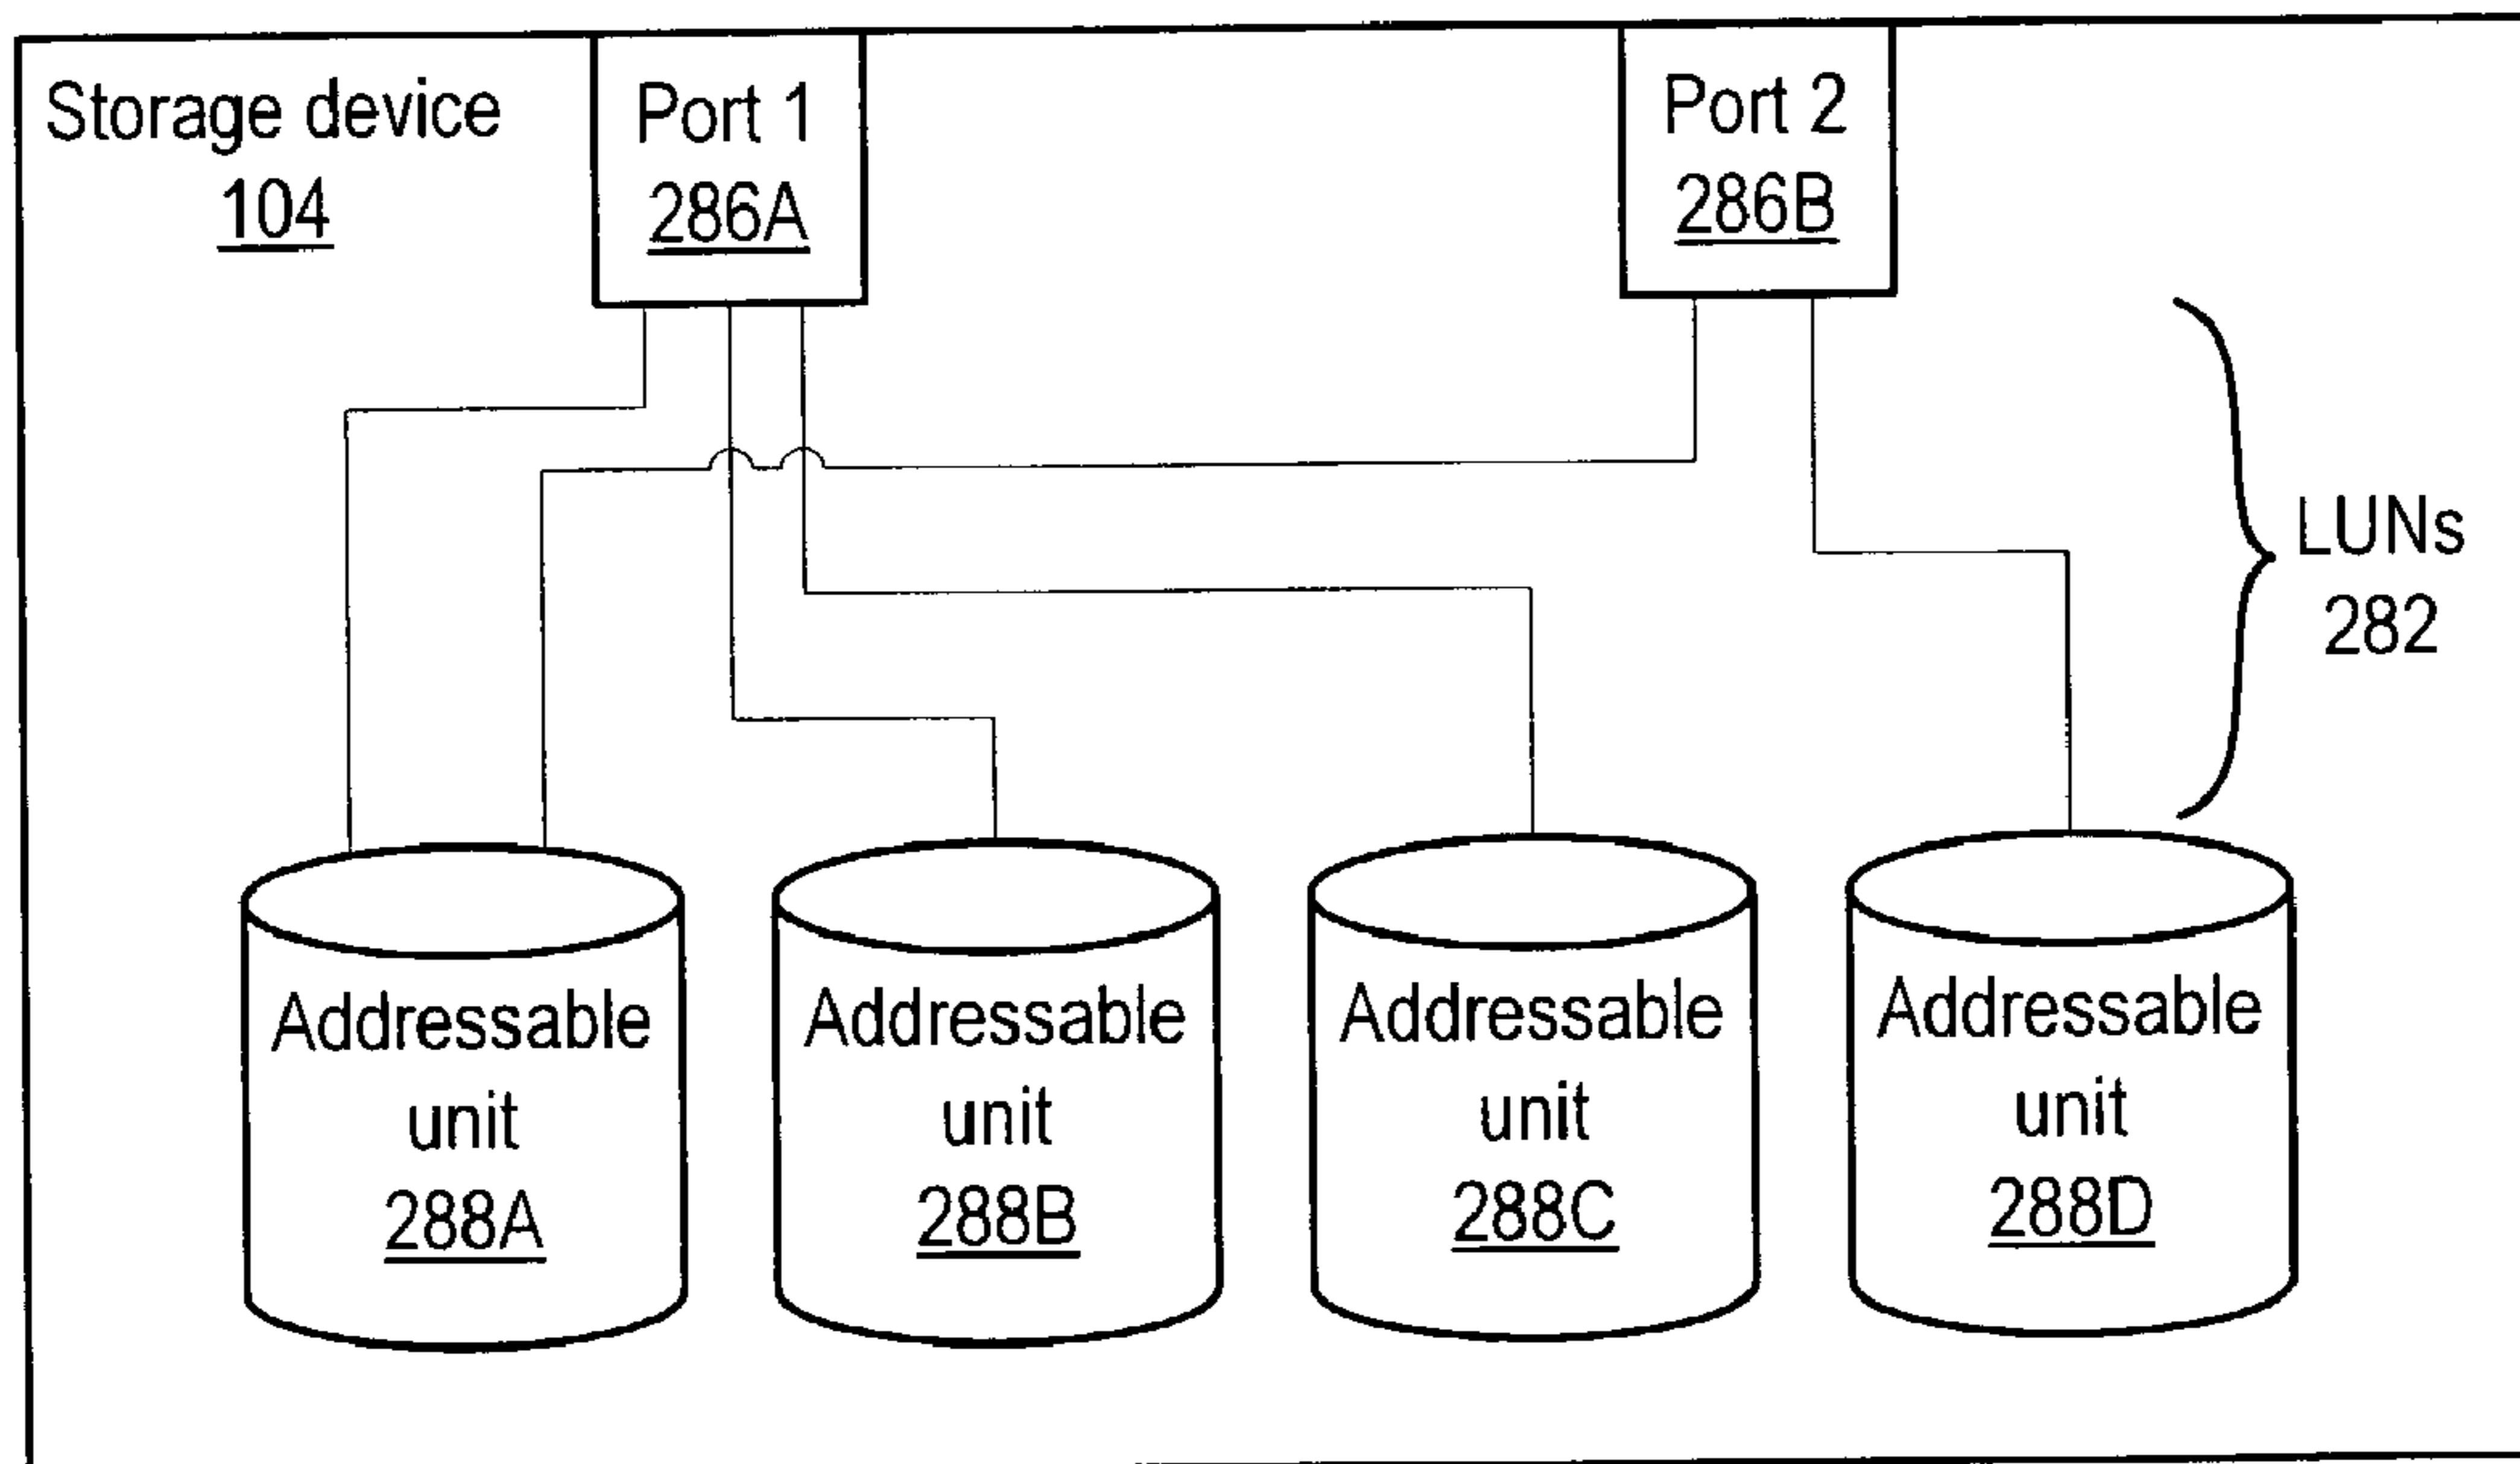 Storage device
104
Port 1
286A
Port 2
286B
LUNs
282
Addressable
unit
288A
Addressable
unit
288B
Addressable
unit
288C
Addressable
unit
288D